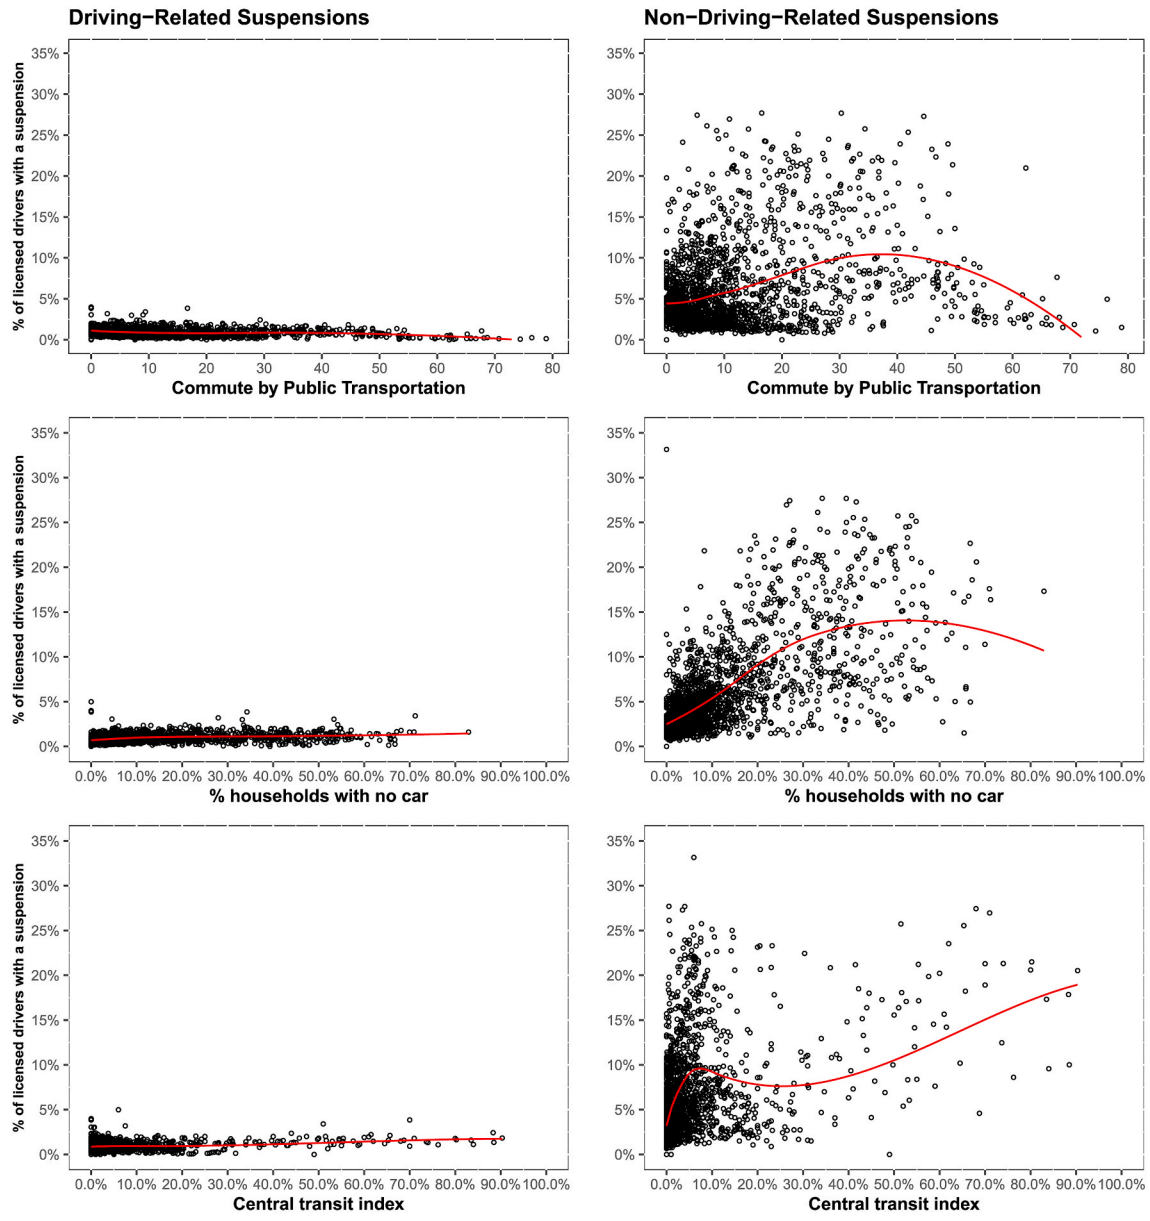 Driving−Related Suspensions
Non−Driving−Related Suspensions
% of licensed drivers with a suspension
35%
30%
25%
20%
15%
10%
5%
0%
0 10 20 30 40 50 60 70 80
Commute by Public Transportation
35%
30%
25%
20%
15%
10%
5%
0%
0 10 20 30 40 50 60 70 80
Commute by Public Transportation
% of licensed drivers with a suspension
35%
30%
25%
20%
15%
10%
5%
0%
0.0% 10.0% 20.0% 30.0% 40.0% 50.0% 60.0% 70.0% 80.0% 90.0% 100.0%
% households with no car
35%
30%
25%
20%
15%
10%
5%
0%
0.0% 10.0% 20.0% 30.0% 40.0% 50.0% 60.0% 70.0% 80.0% 90.0% 100.0%
% households with no car
% of licensed drivers with a suspension
35%
30%
25%
20%
15%
10%
5%
0%
0.0% 10.0% 20.0% 30.0% 40.0% 50.0% 60.0% 70.0% 80.0% 90.0% 100.0%
Central transit index
35%
30%
25%
20%
15%
10%
5%
0%
0.0% 10.0% 20.0% 30.0% 40.0% 50.0% 60.0% 70.0% 80.0% 90.0% 100.0%
Central transit index